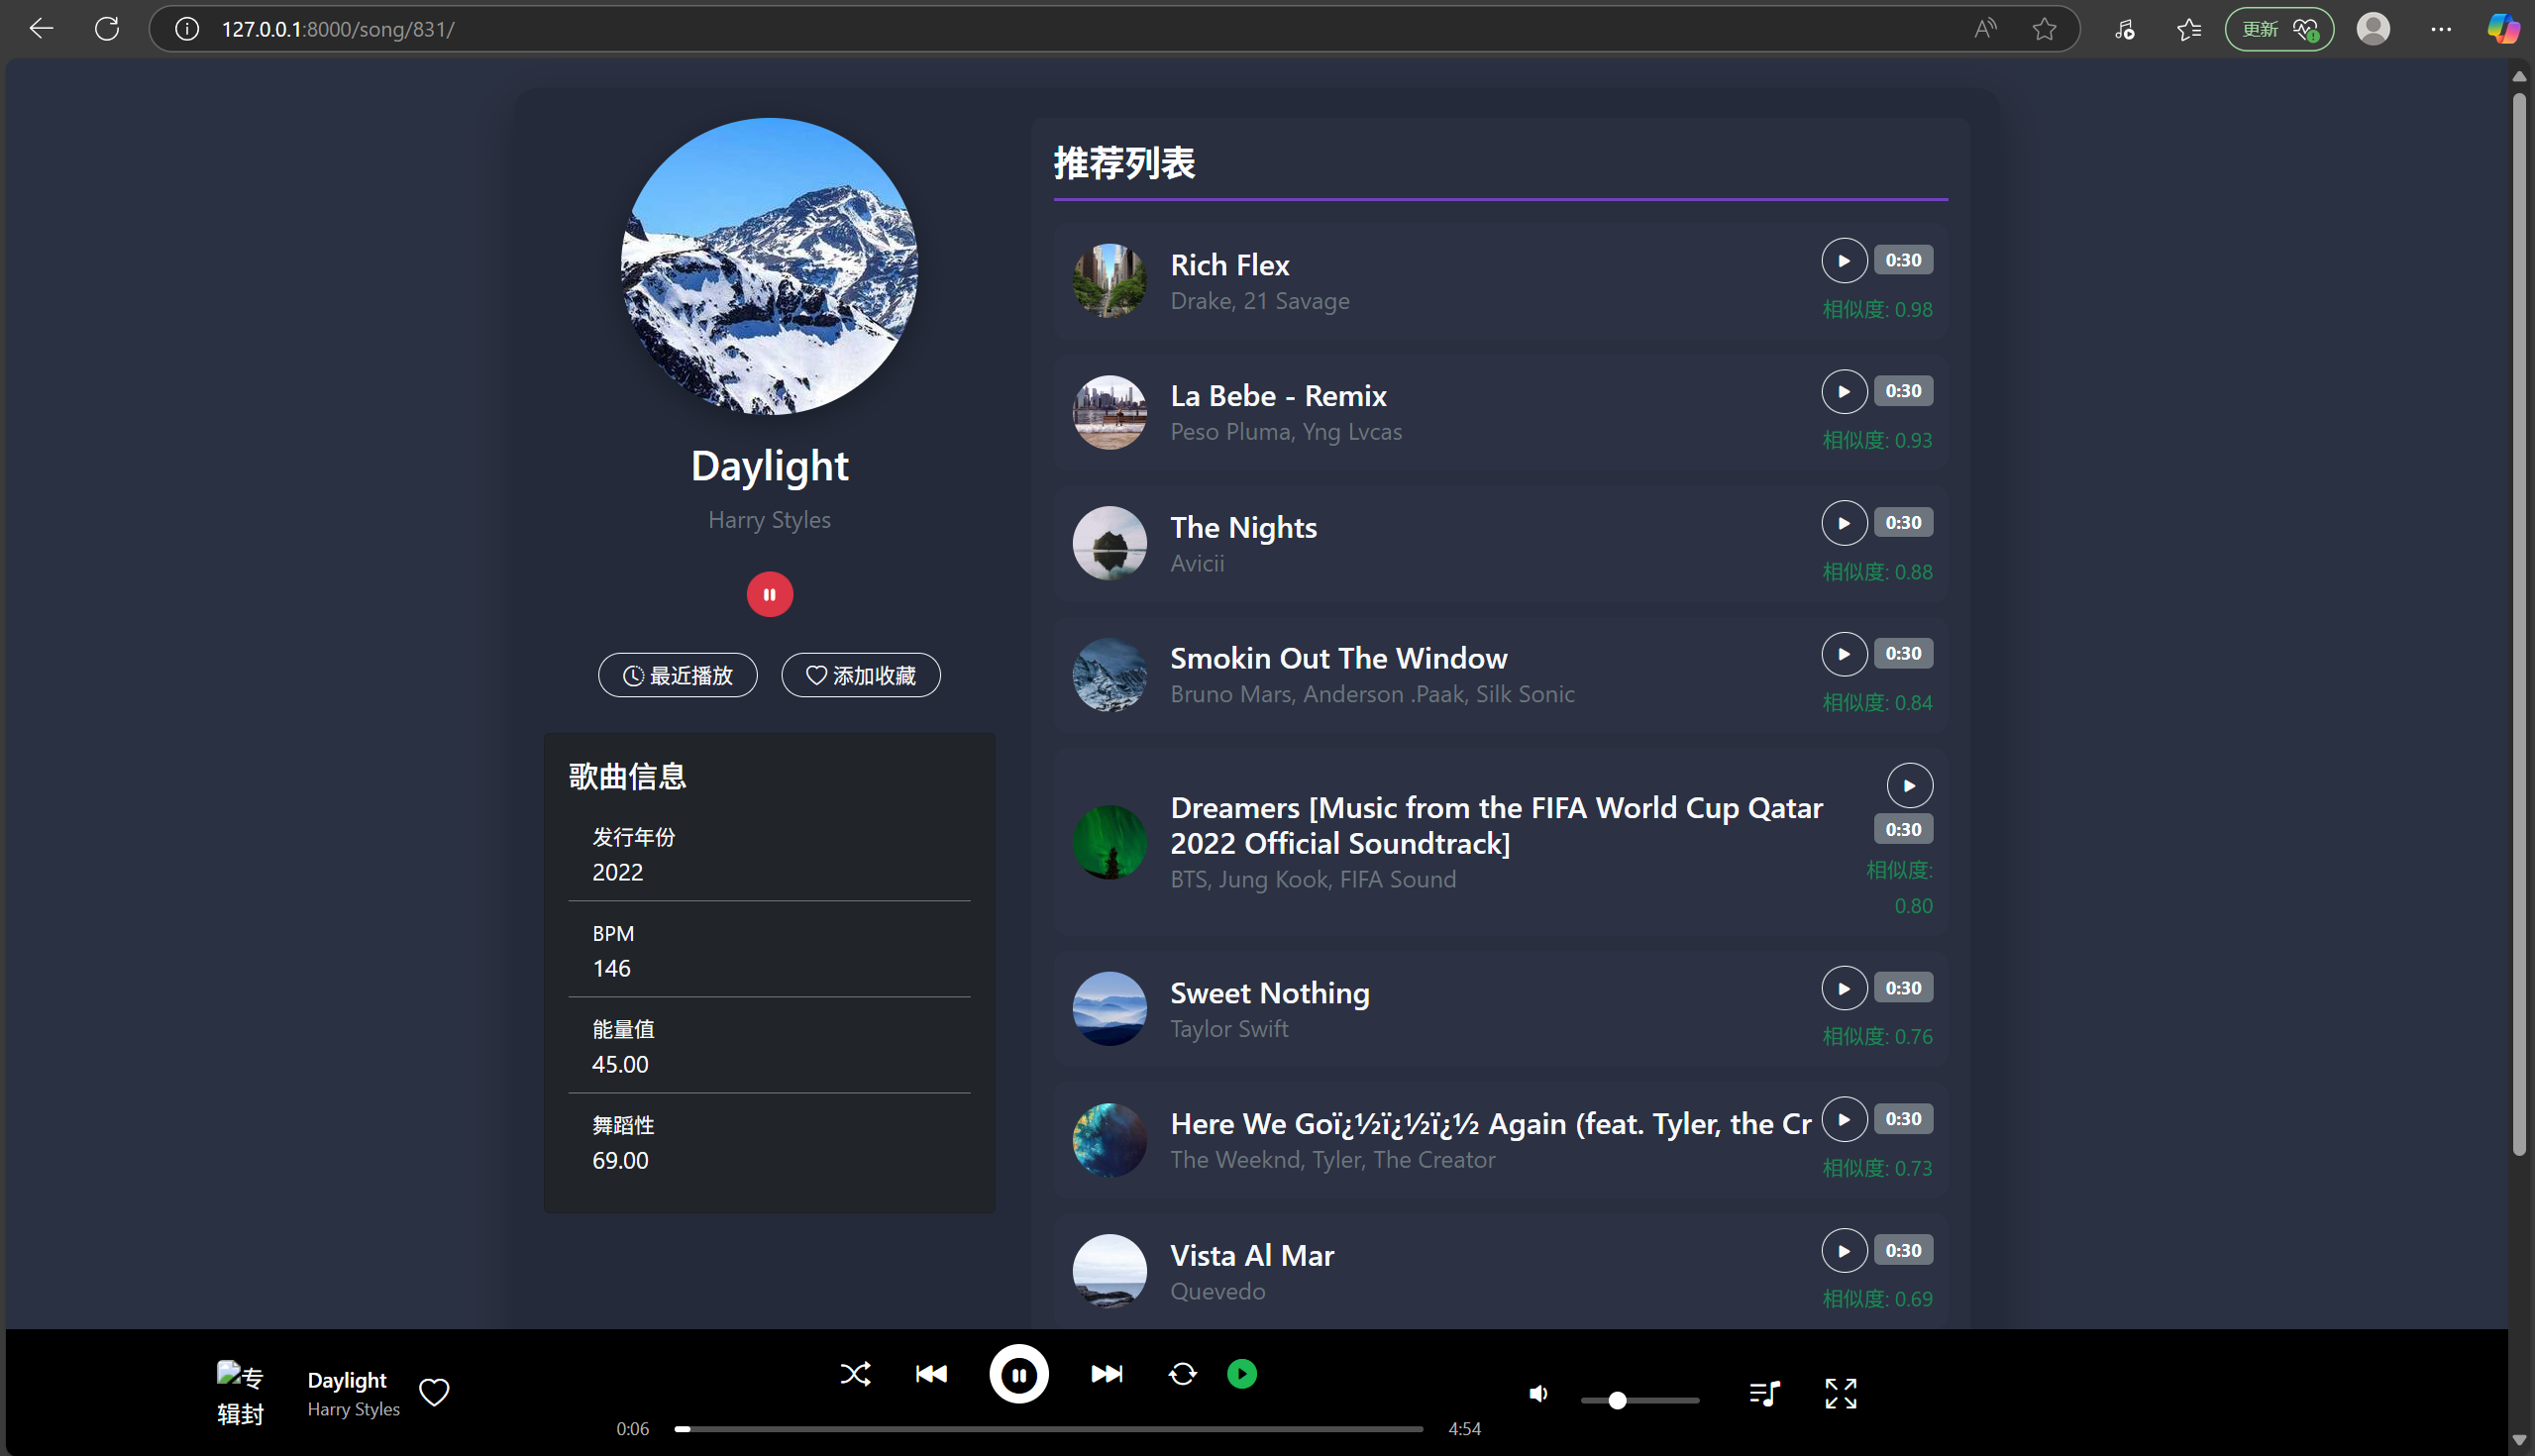 127.0.0.1:8000/song/831/
更新
Daylight
Harry Styles
最近播放
添加收藏
歌曲信息
发行年份
2022
BPM
146
能量值
45.00
舞蹈性
69.00
推荐列表
Rich Flex
Drake, 21 Savage
0:30
相似度: 0.98
La Bebe - Remix
Peso Pluma, Yng Lvcas
0:30
相似度: 0.93
The Nights
Avicii
0:30
相似度: 0.88
Smokin Out The Window
Bruno Mars, Anderson .Paak, Silk Sonic
0:30
相似度: 0.84
Dreamers [Music from the FIFA World Cup Qatar
2022 Official Soundtrack]
BTS, Jung Kook, FIFA Sound
0:30
相似度:
0.80
Sweet Nothing
Taylor Swift
0:30
相似度: 0.76
Here We Goï¿½ï¿½ï¿½ Again (feat. Tyler, the Cr
The Weeknd, Tyler, The Creator
0:30
相似度: 0.73
Vista Al Mar
Quevedo
0:30
相似度: 0.69
专
辑封
Daylight
Harry Styles
0:06
4:54